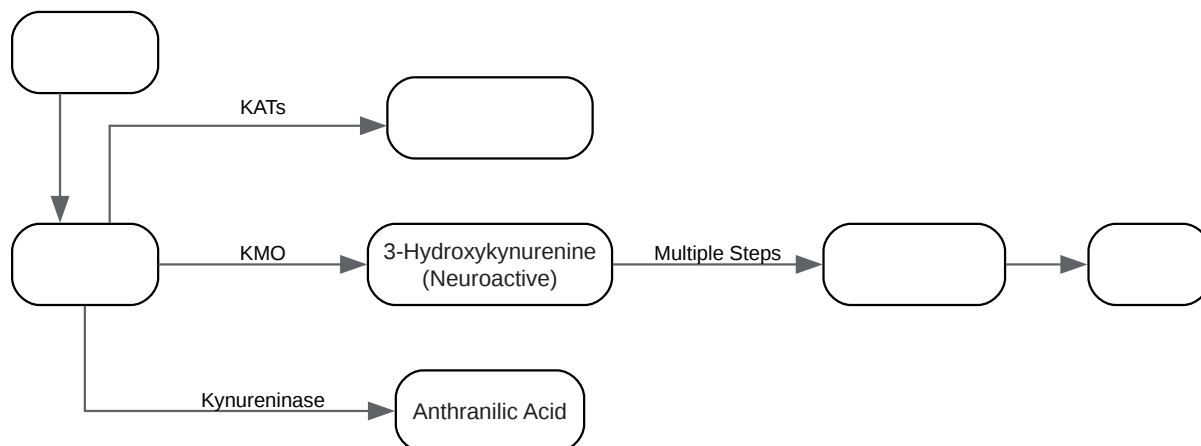 KATs
KMO
3-Hydroxykynurenine
(Neuroactive)
Multiple Steps
Kynureninase
Anthranilic Acid